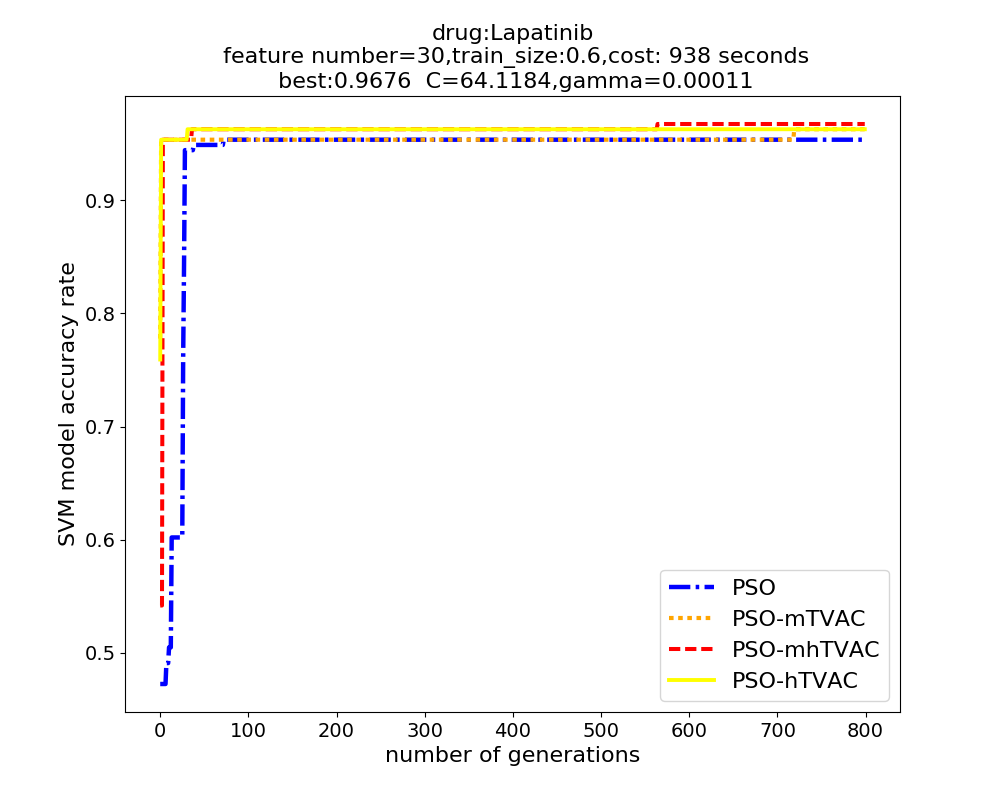 drug:Lapatinib
feature number=30,train_size:0.6,cost: 938 seconds
best:0.9676  C=64.1184,gamma=0.00011
SVM model accuracy rate
0.9
0.8
0.7
0.6
0.5
PSO
PSO-mTVAC
PSO-mhTVAC
PSO-hTVAC
0 100 200 300 400 500 600 700 800
number of generations